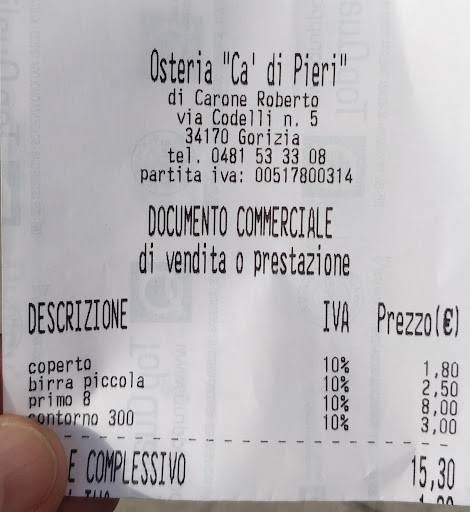 Osteria "Ca' di Pieri"
di Carone Roberto
via Codelli n. 5
34170 Gorizia
tel. 0481 53 33 08
partita iva: 00517800314
DOCUMENTO COMMERCIALE
di vendita o prestazione
DESCRIZIONE IVA Prezzo(€)
coperto 10% 1,80
birra piccola 10% 2,50
primo 8 10% 8,00
contorno 300 10% 3,00
E COMPLESSIVO 15,30